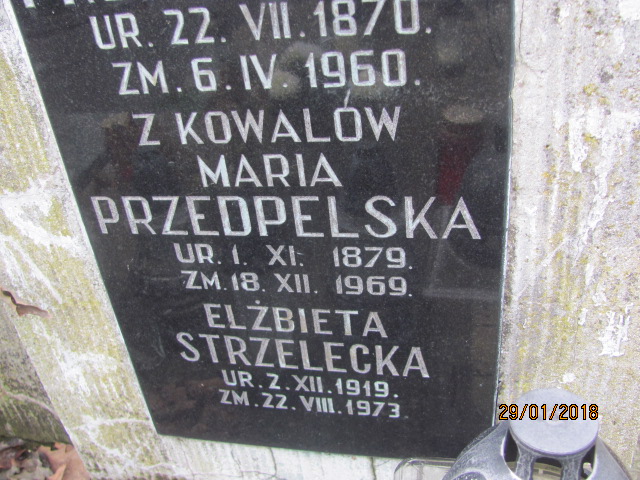 UR. 22. VII. 1870.
ZM. 6. IV. 1960.
Z KOWALÓW
MARIA
PRZEDPELSKA
UR. 1. XI. 1879.
ZM. 18. XII. 1969.
ELŻBIETA
STRZELECKA
UR. 2. XII. 1919.
ZM. 22. VIII. 1973.
29/01/2018